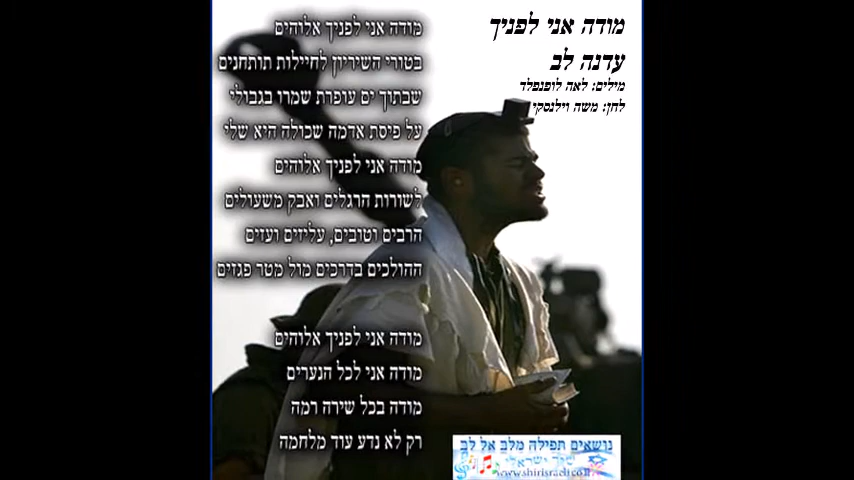 מודה אני לפניך
עדנה לב
מילים: לאה לופנפלד
לחן: משה וילנסקי
מודה אני לפניך אלוהים
בטורי השיריון לחיילות תותחנים
שבתוך ים עופרת שמרו בגבולי
על פיסת אדמה שכולה היא שלי
מודה אני לפניך אלוהים
לשורות הרגלים ואבק משעולים
הרבים וטובים, עליזים ועזים
ההולכים בדרכים מול מטר פגזים
מודה אני לפניך אלוהים
מודה אני לכל הנערים
מודה בכל שירה רמה
רק לא נדע עוד מלחמה
נושאים תפילה מלב אל לב
שיר ישראלי
www.shirisraeli.co.il